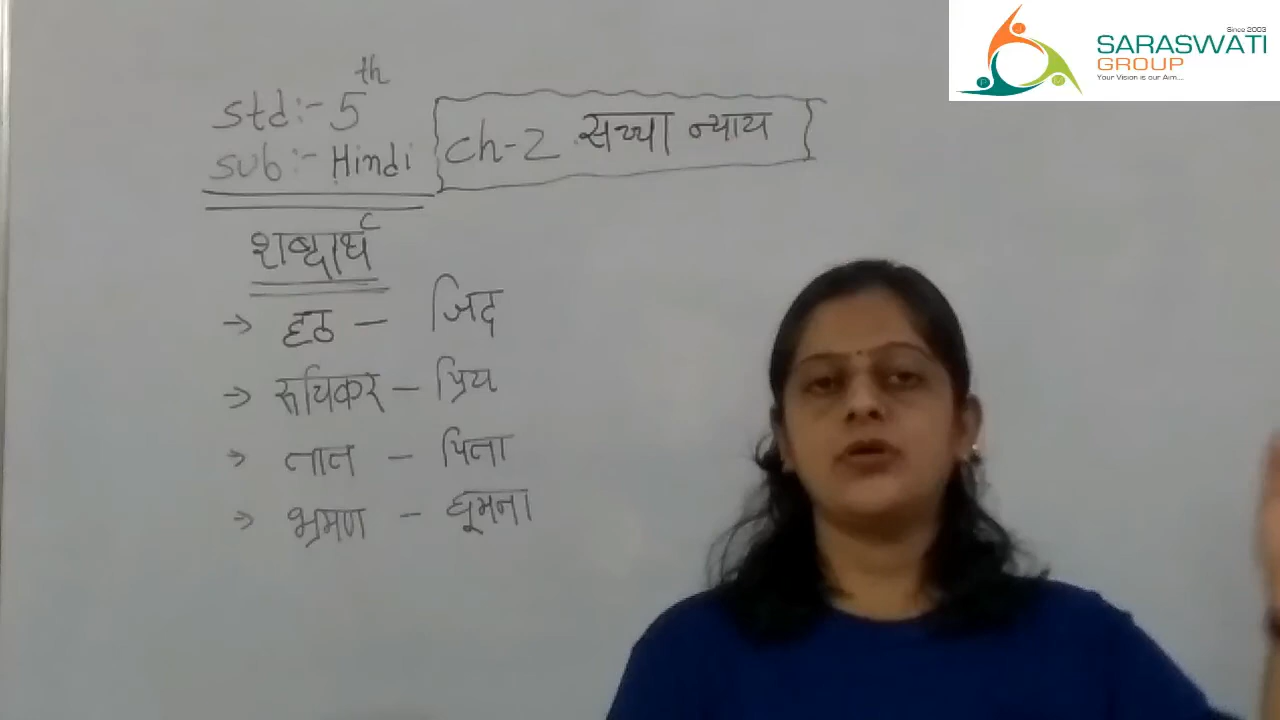 std:- 5th
sub:- Hindi
Ch-2 सच्चा न्याय
शब्दार्थ
→ हठ – जिद
→ रूचिकर – प्रिय
→ तात – पिता
→ भ्रमण – घूमना
Since 2003
SARASWATI
GROUP
Your Vision is our Aim...